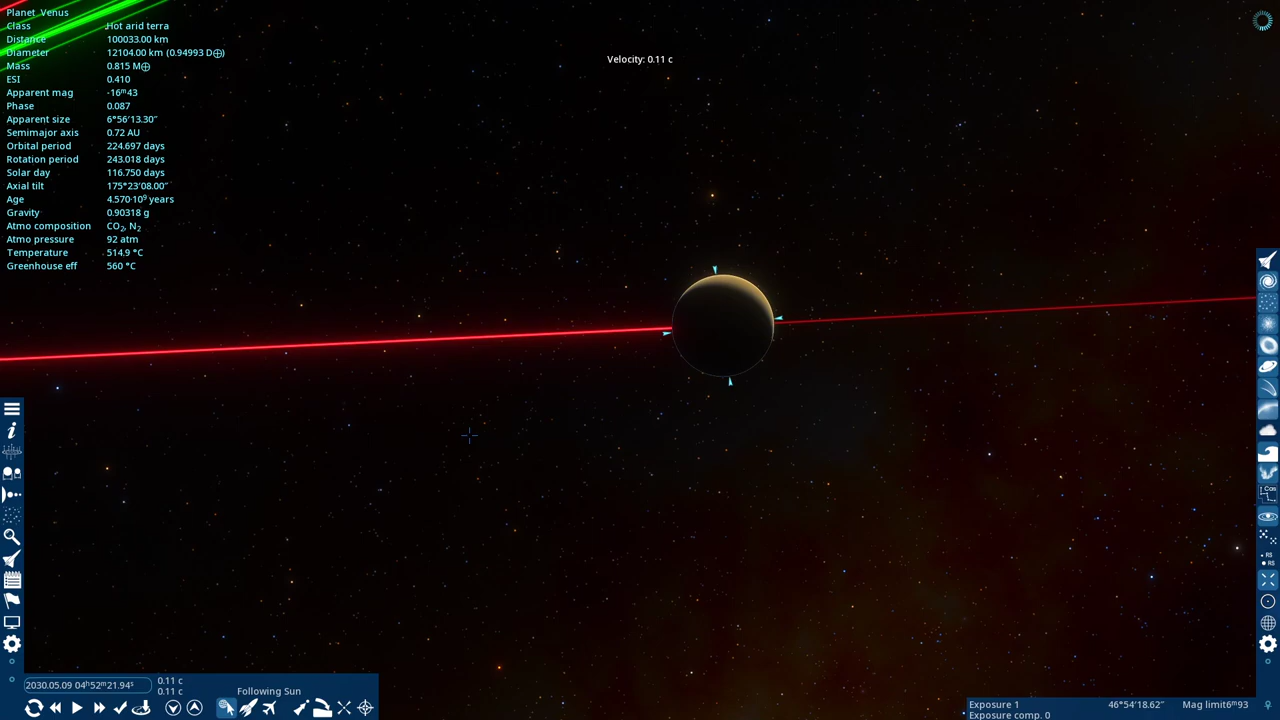 Planet Venus
Class Hot arid terra
Distance 100033.00 km
Diameter 12104.00 km (0.94993 D⊕)
Mass 0.815 M⊕
ESI 0.410
Apparent mag -16ᵐ43
Phase 0.087
Apparent size 6°56′13.30″
Semimajor axis 0.72 AU
Orbital period 224.697 days
Rotation period 243.018 days
Solar day 116.750 days
Axial tilt 175°23′08.00″
Age 4.570·10⁹ years
Gravity 0.90318 g
Atmo composition CO₂, N₂
Atmo pressure 92 atm
Temperature 514.9 °C
Greenhouse eff 560 °C
Velocity: 0.11 c
Con
RS
RS
2030.05.09 04ʰ52ᵐ21.94ˢ
0.11 c
0.11 c
Following Sun
Exposure 1 46°54′18.62″ Mag limit6ᵐ93
Exposure comp. 0